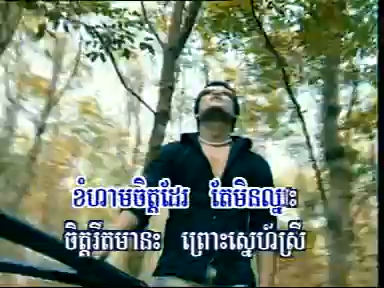 ខំហាមចិត្តដែរ តែមិនឈ្នះ
ចិត្តរឹតមានះ ព្រោះស្នេហ៍ស្រី